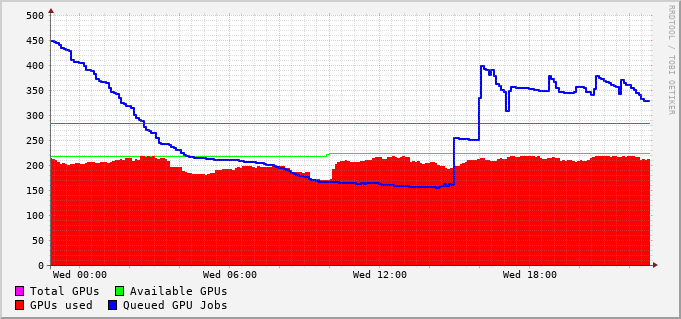 500
450
400
350
300
250
200
150
100
50
0
Wed 00:00 Wed 06:00 Wed 12:00 Wed 18:00
Total GPUs Available GPUs
GPUs used Queued GPU Jobs
RRDTOOL / TOBI OETIKER